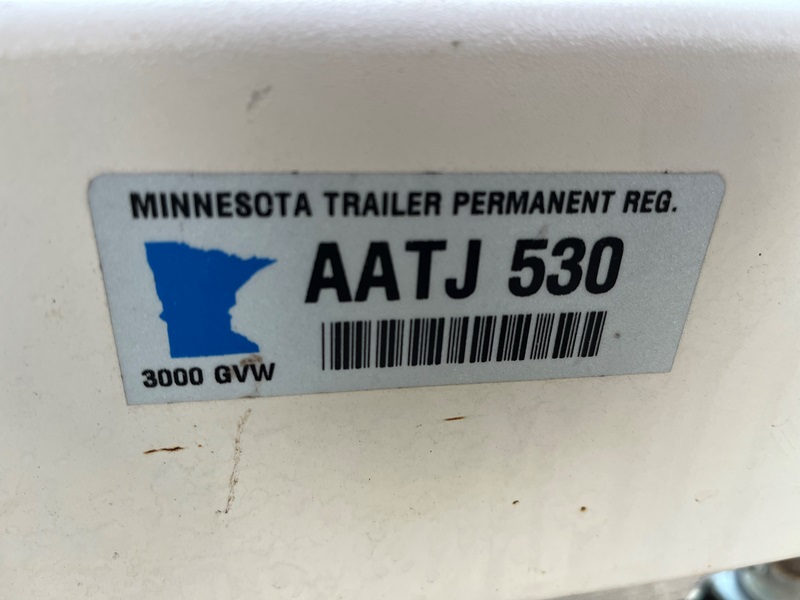 MINNESOTA TRAILER PERMANENT REG.
AATJ 530
3000 GVW